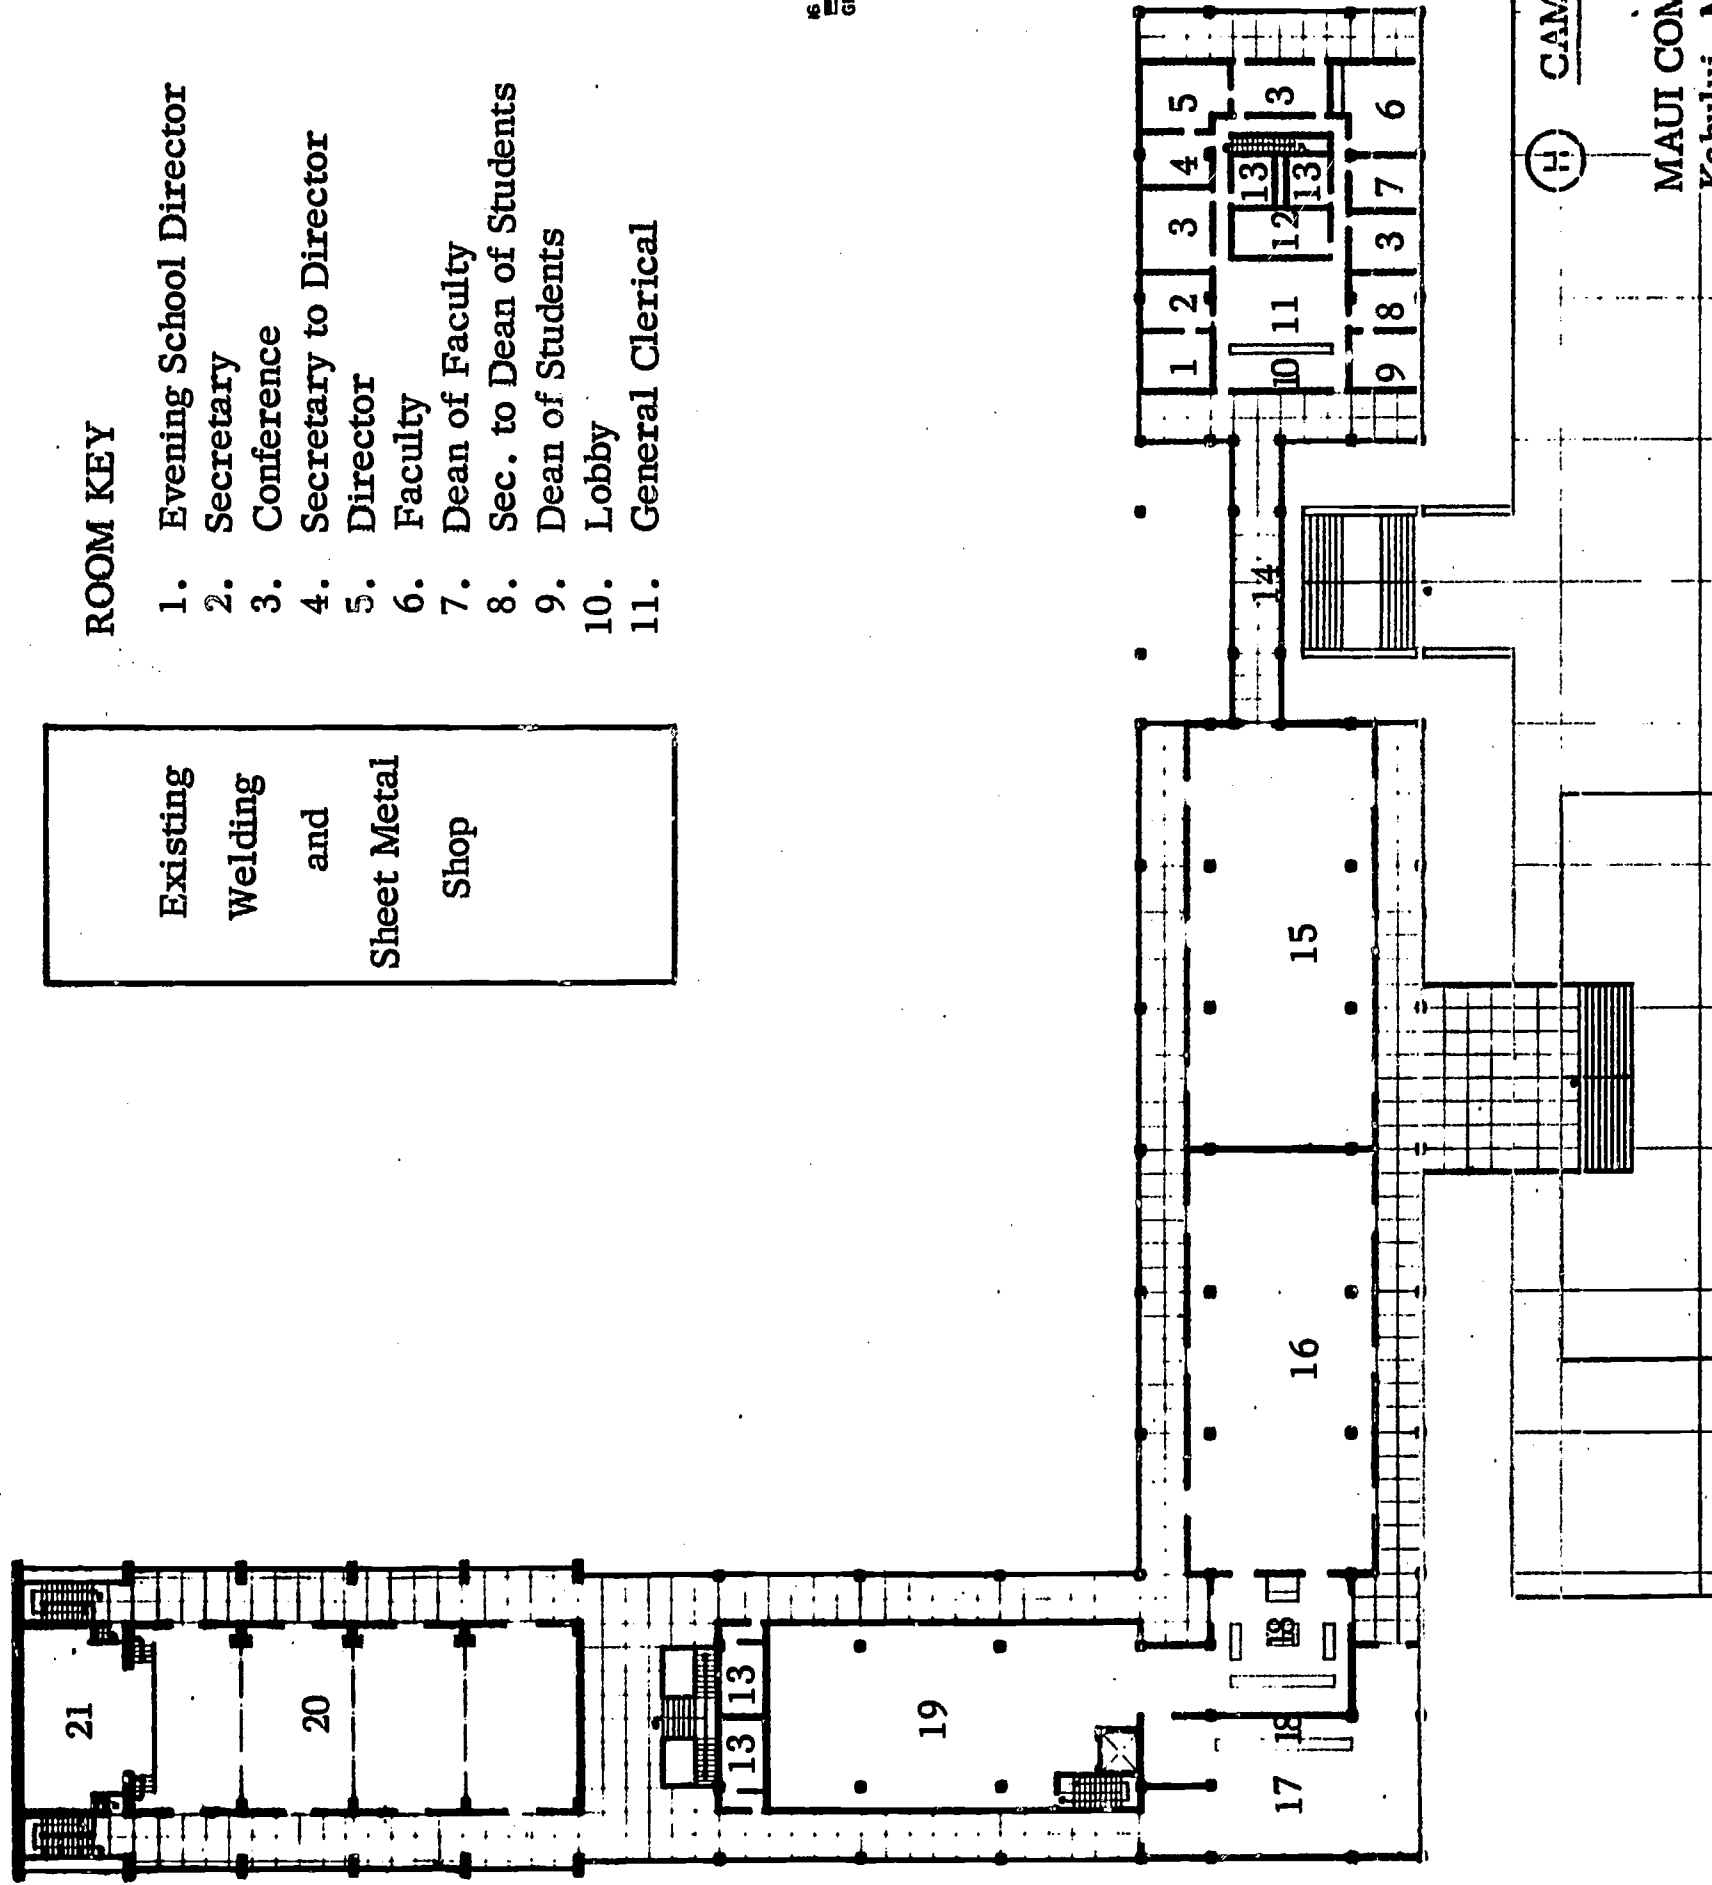 ROOM KEY
1. Evening School Director
2. Secretary
3. Conference
4. Secretary to Director
5. Director
6. Faculty
7. Dean of Faculty
8. Sec. to Dean of Students
9. Dean of Students
10. Lobby
11. General Clerical
Existing
Welding
and
Sheet Metal
Shop
5
3
6
4
13
13
7
3
12
3
2
11
8
1
10
9
14
15
16
21
20
13
13
19
18
18
17
CAM
MAUI COM